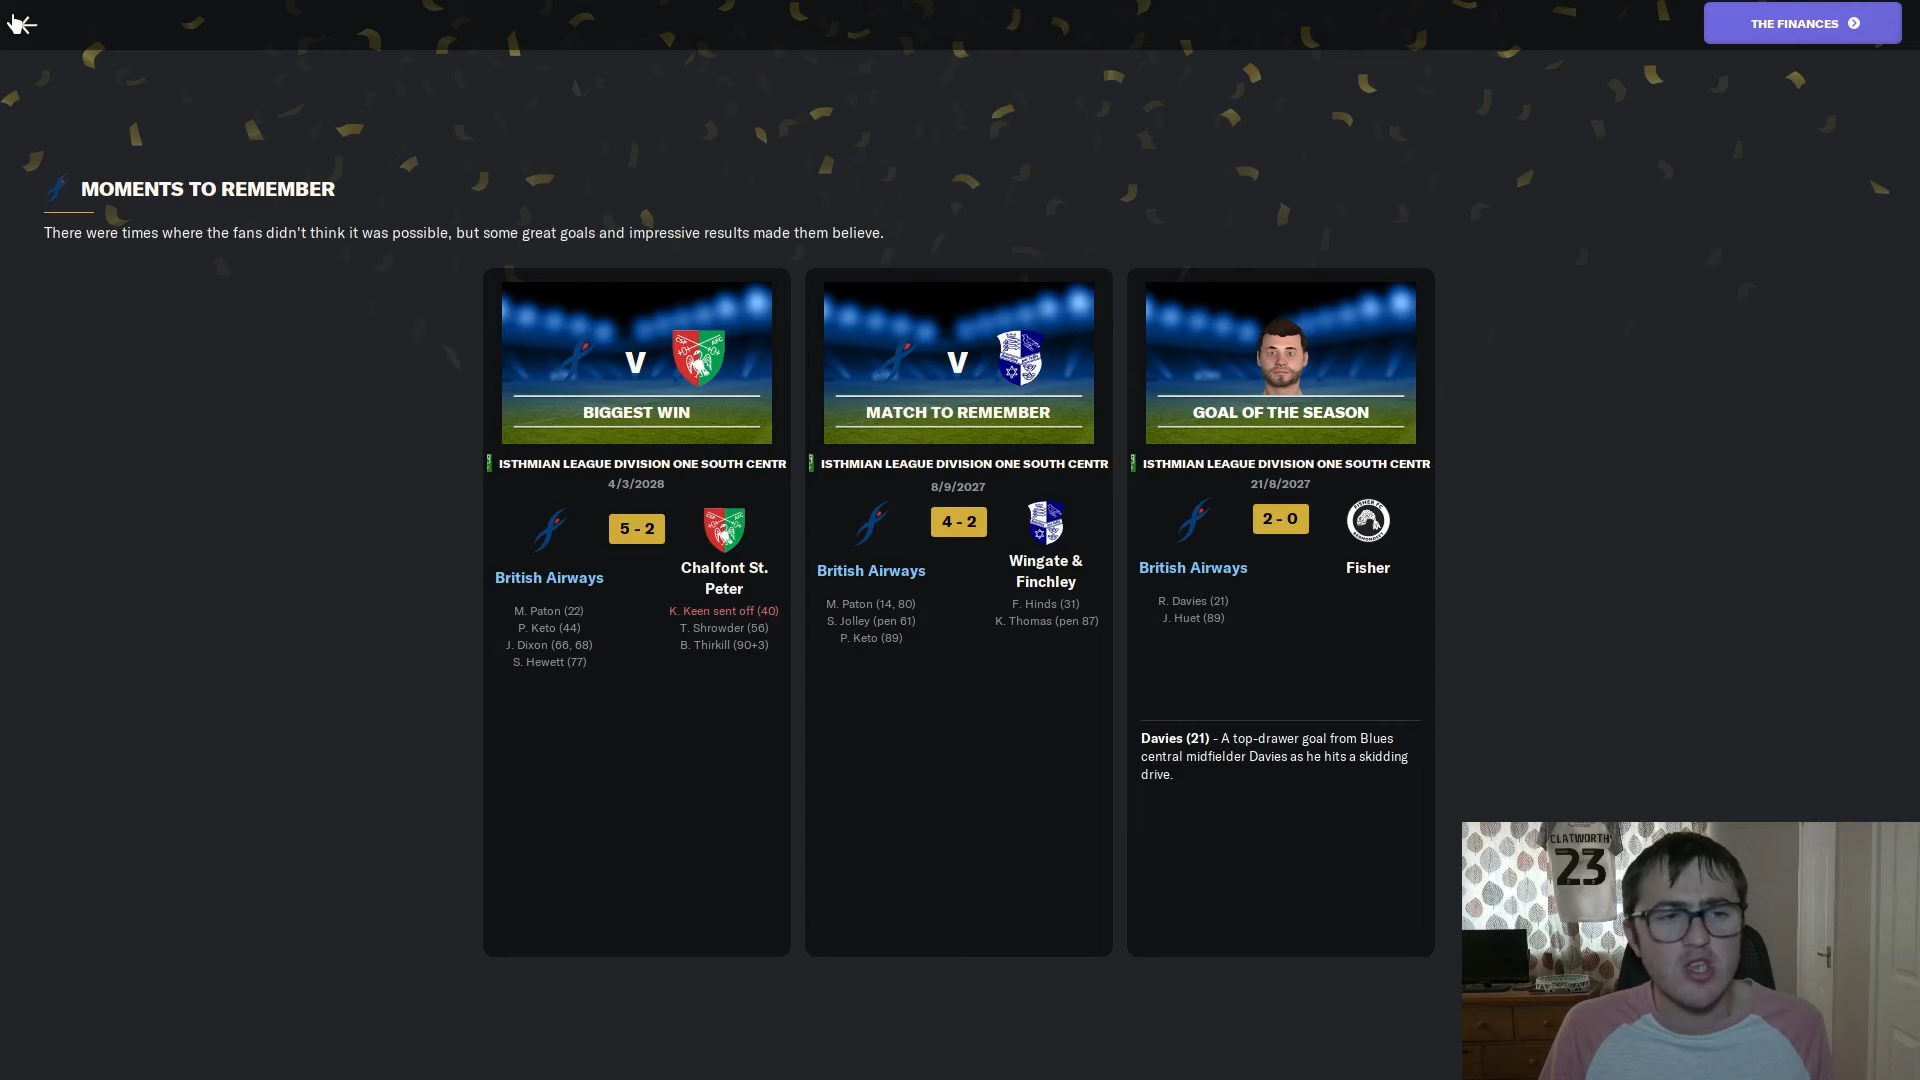 THE FINANCES
MOMENTS TO REMEMBER
There were times where the fans didn't think it was possible, but some great goals and impressive results made them believe.
V
BIGGEST WIN
ISTHMIAN LEAGUE DIVISION ONE SOUTH CENTR
4/3/2028
5 - 2
British Airways
Chalfont St.
Peter
M. Paton (22)
P. Keto (44)
J. Dixon (66, 68)
S. Hewett (77)
K. Keen sent off (40)
T. Shrowder (56)
B. Thirkill (90+3)
V
MATCH TO REMEMBER
ISTHMIAN LEAGUE DIVISION ONE SOUTH CENTR
8/9/2027
4 - 2
British Airways
Wingate &
Finchley
M. Paton (14, 80)
S. Jolley (pen 61)
P. Keto (89)
F. Hinds (31)
K. Thomas (pen 87)
GOAL OF THE SEASON
ISTHMIAN LEAGUE DIVISION ONE SOUTH CENTR
21/8/2027
2 - 0
British Airways
Fisher
R. Davies (21)
J. Huet (89)
Davies (21) - A top-drawer goal from Blues
central midfielder Davies as he hits a skidding
drive.
CLATWORTHY
23